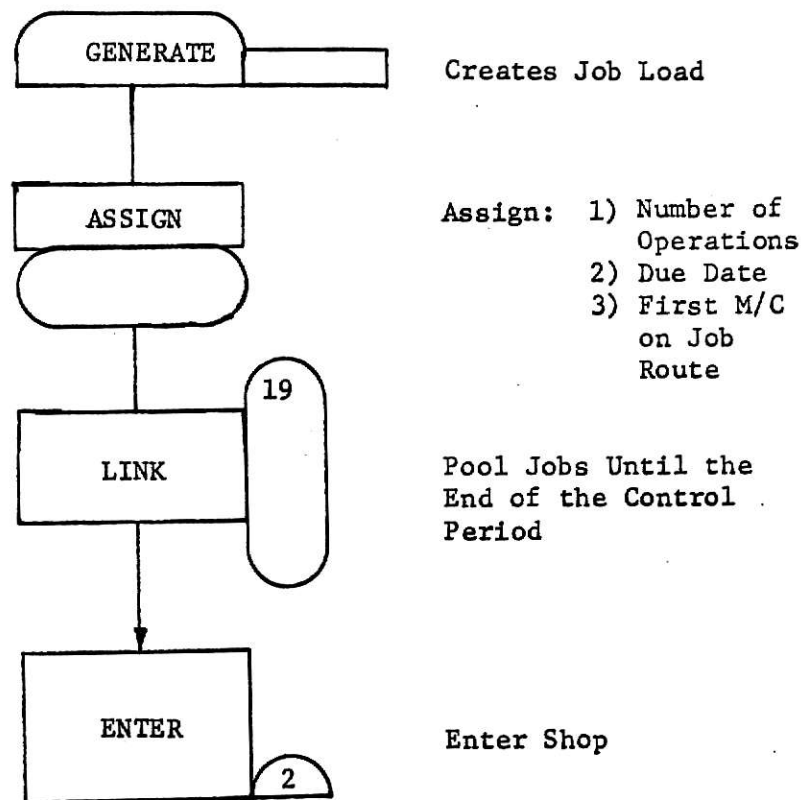 GENERATE
Creates Job Load
ASSIGN
Assign: 1) Number of
Operations
2) Due Date
3) First M/C
on Job
Route
19
LINK
Pool Jobs Until the
End of the Control
Period
ENTER
Enter Shop
2